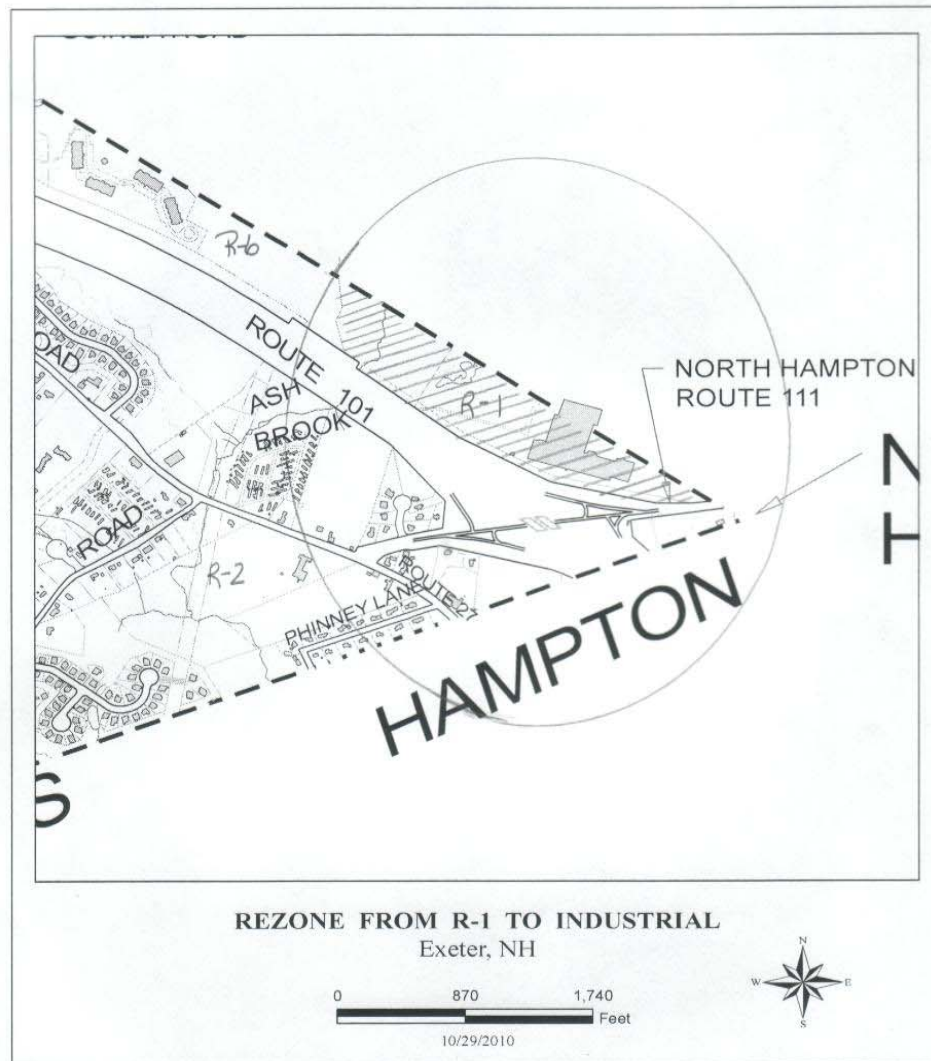 R-6
ROUTE 101
OAD
ASH
BROOK
R-1
NORTH HAMPTON
ROUTE 111
N
H
ROAD
R-2
ROUTE 27
PHINNEY LANE
HAMPTON
S
REZONE FROM R-1 TO INDUSTRIAL
Exeter, NH
N
W E
S
0 870 1,740
Feet
10/29/2010